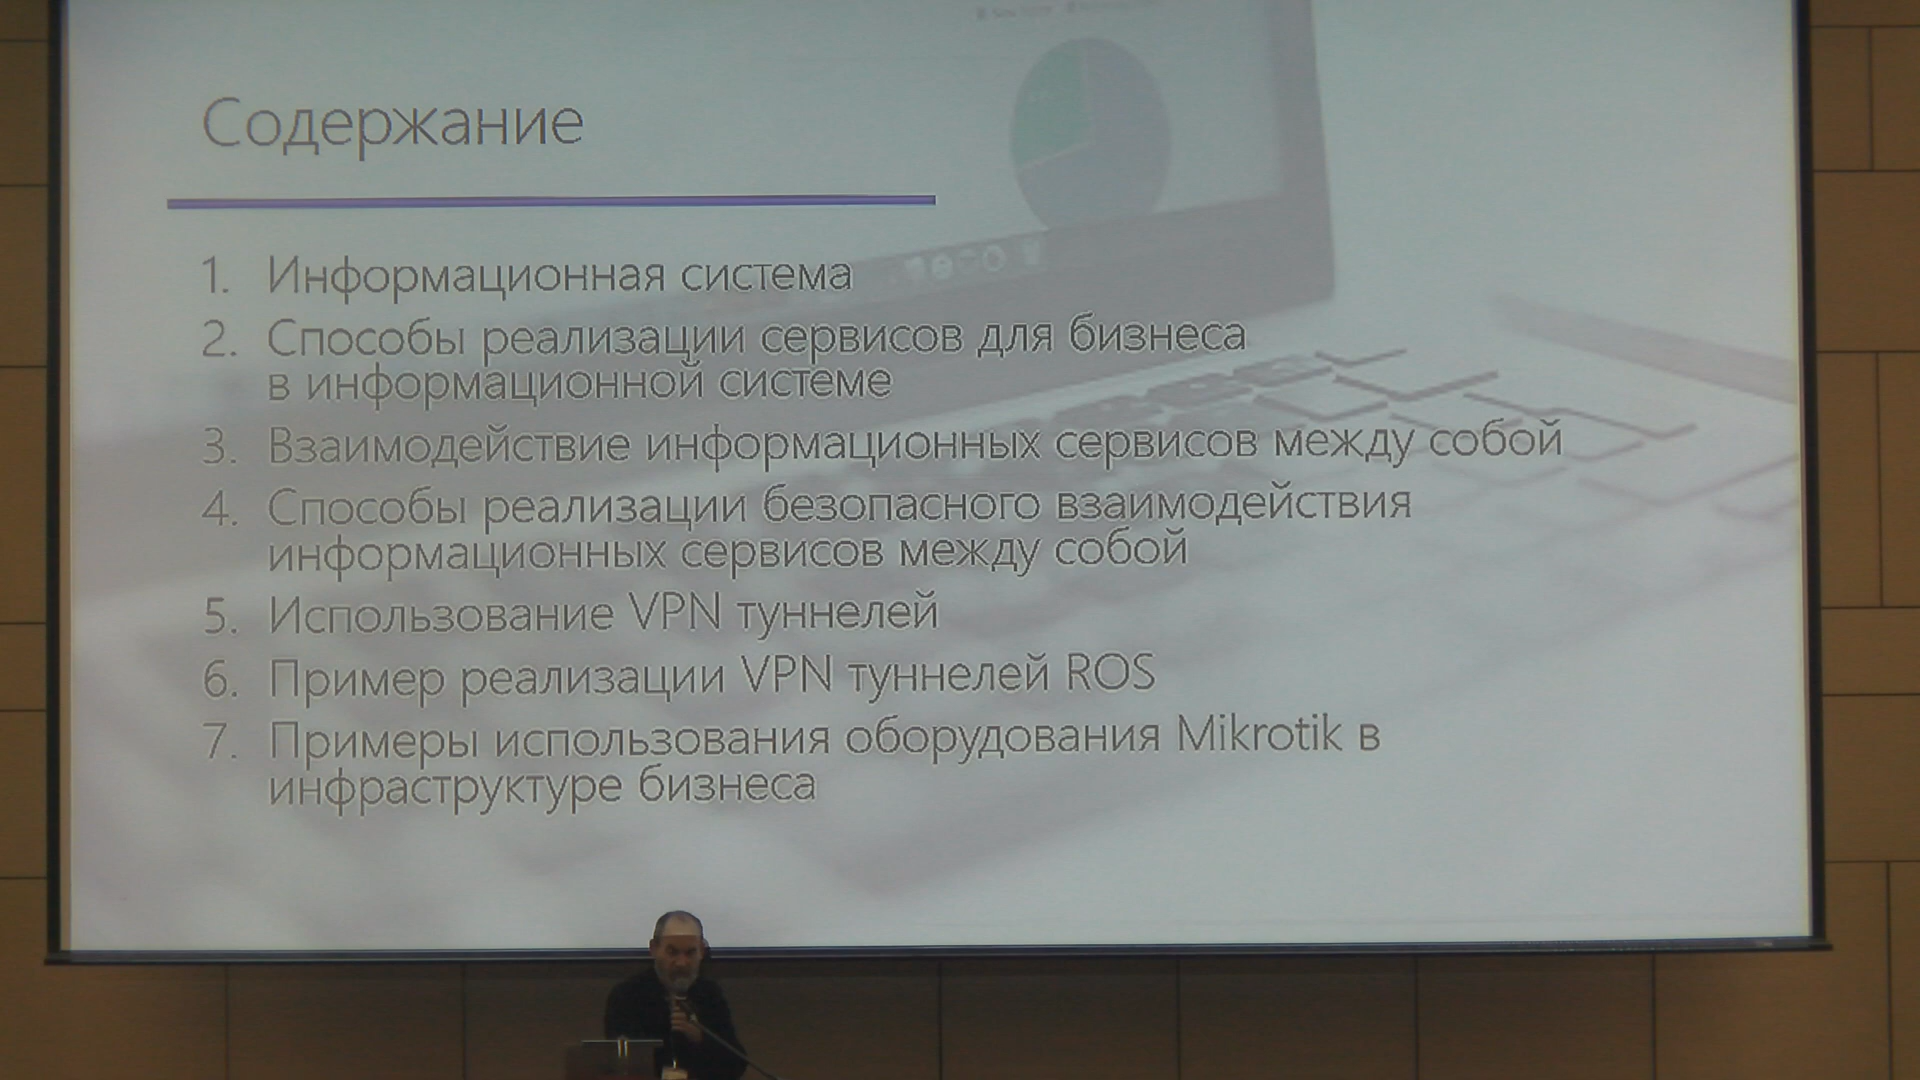 Содержание
1. Информационная система
2. Способы реализации сервисов для бизнеса
в информационной системе
3. Взаимодействие информационных сервисов между собой
4. Способы реализации безопасного взаимодействия
информационных сервисов между собой
5. Использование VPN туннелей
6. Пример реализации VPN туннелей ROS
7. Примеры использования оборудования Mikrotik в
инфраструктуре бизнеса